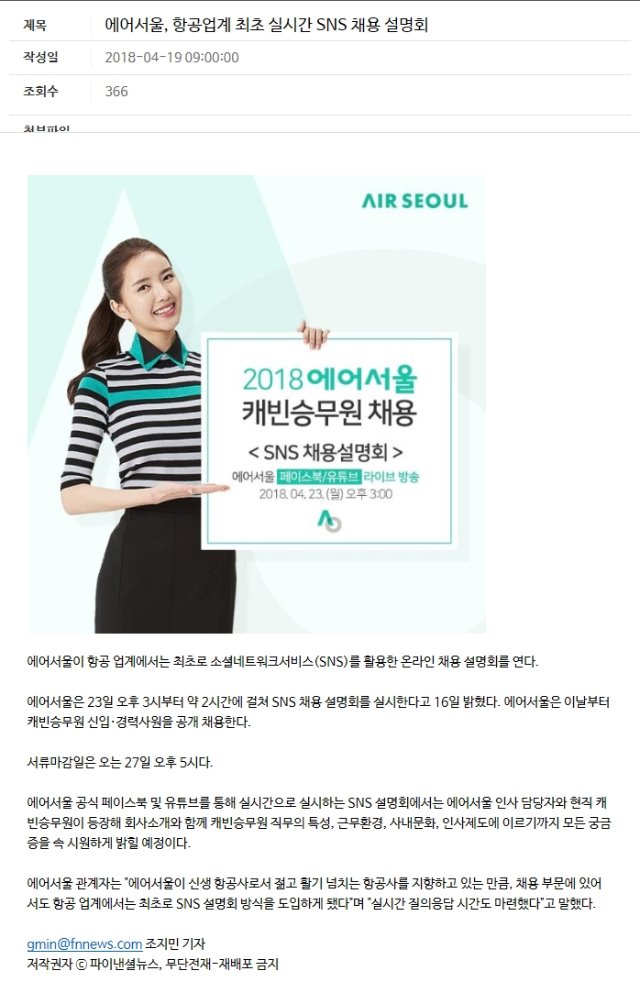 제목 에어서울, 항공업계 최초 실시간 SNS 채용 설명회
작성일 2018-04-19 09:00:00
조회수 366
첨부파일
AIR SEOUL
2018 에어서울
캐빈승무원 채용
< SNS 채용설명회 >
에어서울 페이스북/유튜브 라이브 방송
2018. 04. 23.(월) 오후 3:00
에어서울이 항공 업계에서는 최초로 소셜네트워크서비스(SNS)를 활용한 온라인 채용 설명회를 연다.
에어서울은 23일 오후 3시부터 약 2시간에 걸쳐 SNS 채용 설명회를 실시한다고 16일 밝혔다. 에어서울은 이날부터
캐빈승무원 신입·경력사원을 공개 채용한다.
서류마감일은 오는 27일 오후 5시다.
에어서울 공식 페이스북 및 유튜브를 통해 실시간으로 실시하는 SNS 설명회에서는 에어서울 인사 담당자와 현직 캐
빈승무원이 등장해 회사소개와 함께 캐빈승무원 직무의 특성, 근무환경, 사내문화, 인사제도에 이르기까지 모든 궁금
증을 속 시원하게 밝힐 예정이다.
에어서울 관계자는 "에어서울이 신생 항공사로서 젊고 활기 넘치는 항공사를 지향하고 있는 만큼, 채용 부문에 있어
서도 항공 업계에서는 최초로 SNS 설명회 방식을 도입하게 됐다"며 "실시간 질의응답 시간도 마련했다"고 말했다.
gmin@fnnews.com 조지민 기자
저작권자 ⓒ 파이낸셜뉴스, 무단전재-재배포 금지